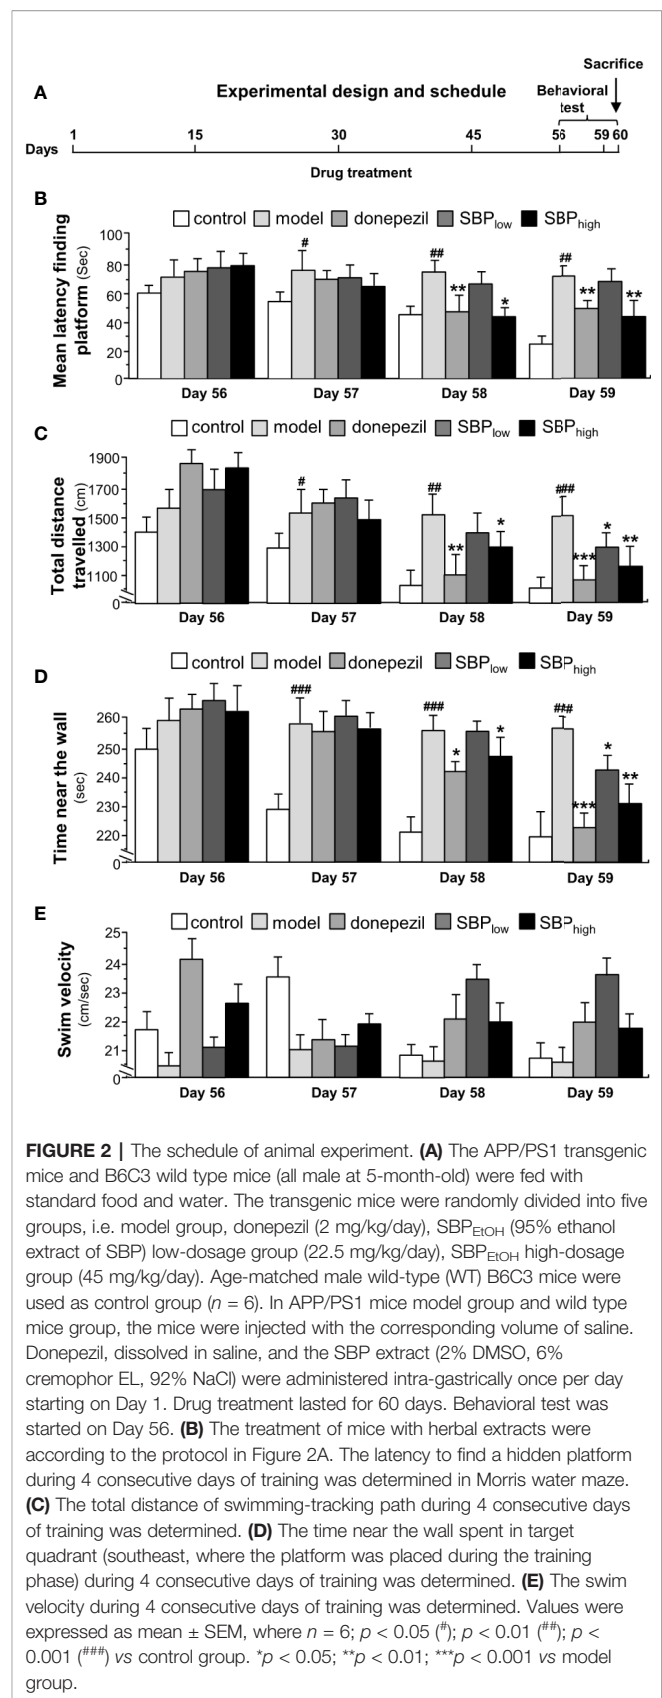 Sacrifice
A
Experimental design and schedule
Behavioral
test
1
15
30
45
56
59 60
Days
Drug treatment
B
control model donepezil SBPlow SBPhigh
Mean latency finding
platform (Sec)
100
80
60
40
20
0
#
##
**
*
##
**
**
Day 56
Day 57
Day 58
Day 59
C
control model donepezil SBPlow SBPhigh
Total distance
travelled (cm)
1900
1700
1500
1300
1100
0
#
##
**
*
###
***
*
**
Day 56
Day 57
Day 58
Day 59
D
control model donepezil SBPlow SBPhigh
Time near the wall
(sec)
260
250
240
230
220
0
###
###
*
*
###
***
*
**
Day 56
Day 57
Day 58
Day 59
E
control model donepezil SBPlow SBPhigh
Swim velocity
(cm/sec)
25
24
23
22
21
0
Day 56
Day 57
Day 58
Day 59
FIGURE 2 | The schedule of animal experiment. (A) The APP/PS1 transgenic
mice and B6C3 wild type mice (all male at 5-month-old) were fed with
standard food and water. The transgenic mice were randomly divided into five
groups, i.e. model group, donepezil (2 mg/kg/day), SBPEtOH (95% ethanol
extract of SBP) low-dosage group (22.5 mg/kg/day), SBPEtOH high-dosage
group (45 mg/kg/day). Age-matched male wild-type (WT) B6C3 mice were
used as control group (n = 6). In APP/PS1 mice model group and wild type
mice group, the mice were injected with the corresponding volume of saline.
Donepezil, dissolved in saline, and the SBP extract (2% DMSO, 6%
cremophor EL, 92% NaCl) were administered intra-gastrically once per day
starting on Day 1. Drug treatment lasted for 60 days. Behavioral test was
started on Day 56. (B) The treatment of mice with herbal extracts were
according to the protocol in Figure 2A. The latency to find a hidden platform
during 4 consecutive days of training was determined in Morris water maze.
(C) The total distance of swimming-tracking path during 4 consecutive days
of training was determined. (D) The time near the wall spent in target
quadrant (southeast, where the platform was placed during the training
phase) during 4 consecutive days of training was determined. (E) The swim
velocity during 4 consecutive days of training was determined. Values were
expressed as mean ± SEM, where n = 6; p < 0.05 (#); p < 0.01 (##); p <
0.001 (###) vs control group. *p < 0.05; **p < 0.01; ***p < 0.001 vs model
group.